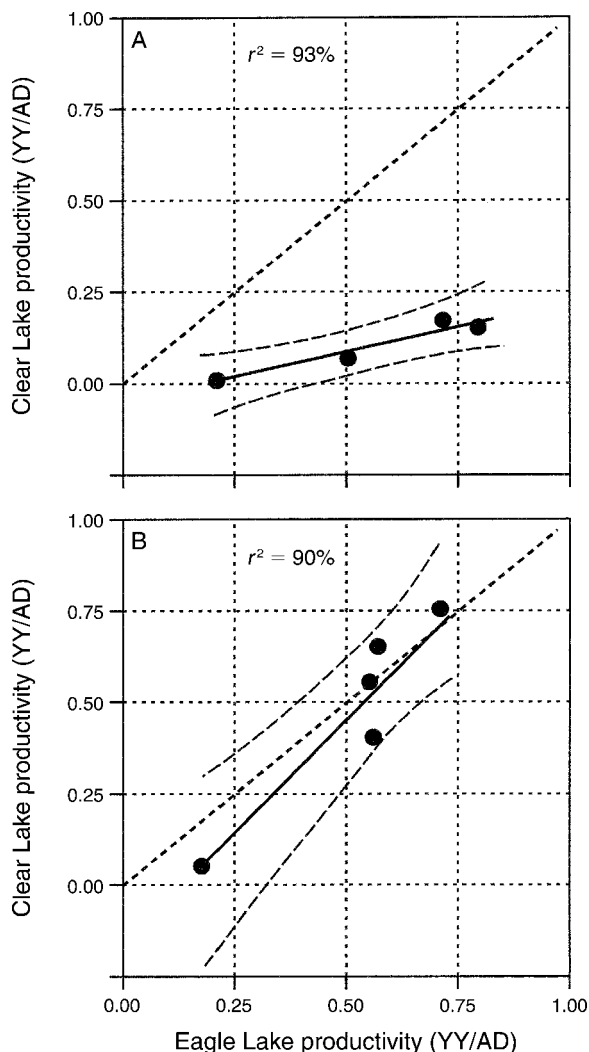 A
r² = 93%
Clear Lake productivity (YY/AD)
1.00
0.75
0.50
0.25
0.00
B
r² = 90%
Clear Lake productivity (YY/AD)
1.00
0.75
0.50
0.25
0.00
0.00 0.25 0.50 0.75 1.00
Eagle Lake productivity (YY/AD)